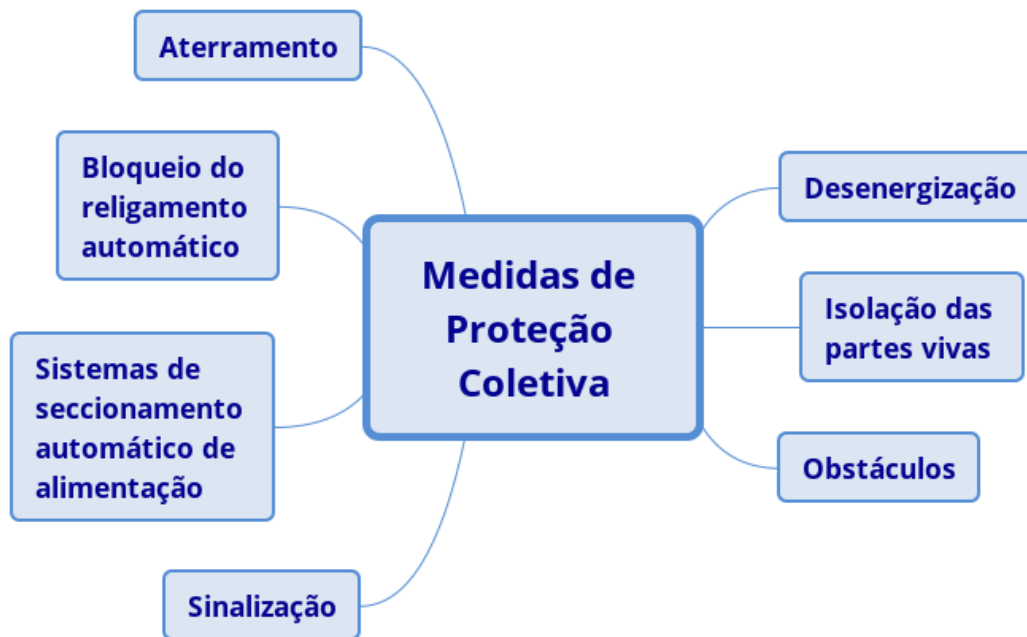 Aterramento
Bloqueio do
religamento
automático
Sistemas de
seccionamento
automático de
alimentação
Sinalização
Medidas de
Proteção
Coletiva
Desenergização
Isolação das
partes vivas
Obstáculos